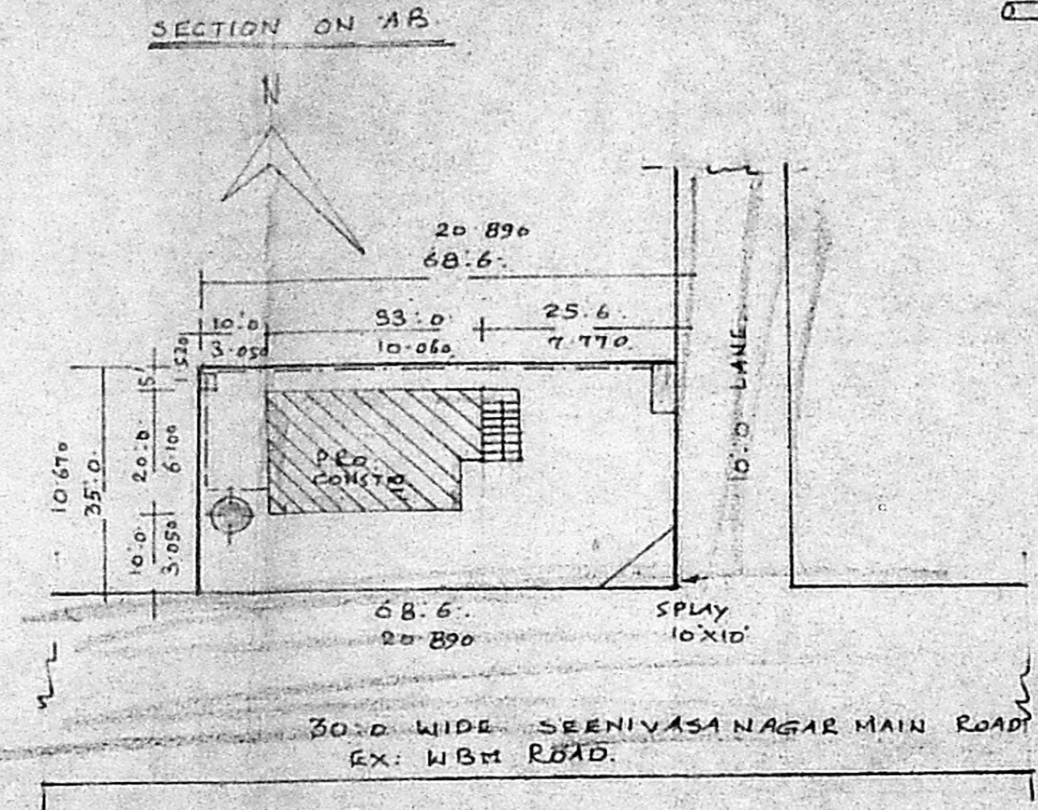 SECTION ON AB.
N
20.890
68'.6".
10'.0 33'.0. 25.6.
3.050 10.060 7.770
1.520
5'
20'.0
6.100
10'.0
3.050
10.670
35'.0
PRO
CONSTN.
10'.0 LANE
68.6.
20.890
SPLAY
10'X10'
30'.0 WIDE SEENIVASA NAGAR MAIN ROAD
EX: WBM ROAD.